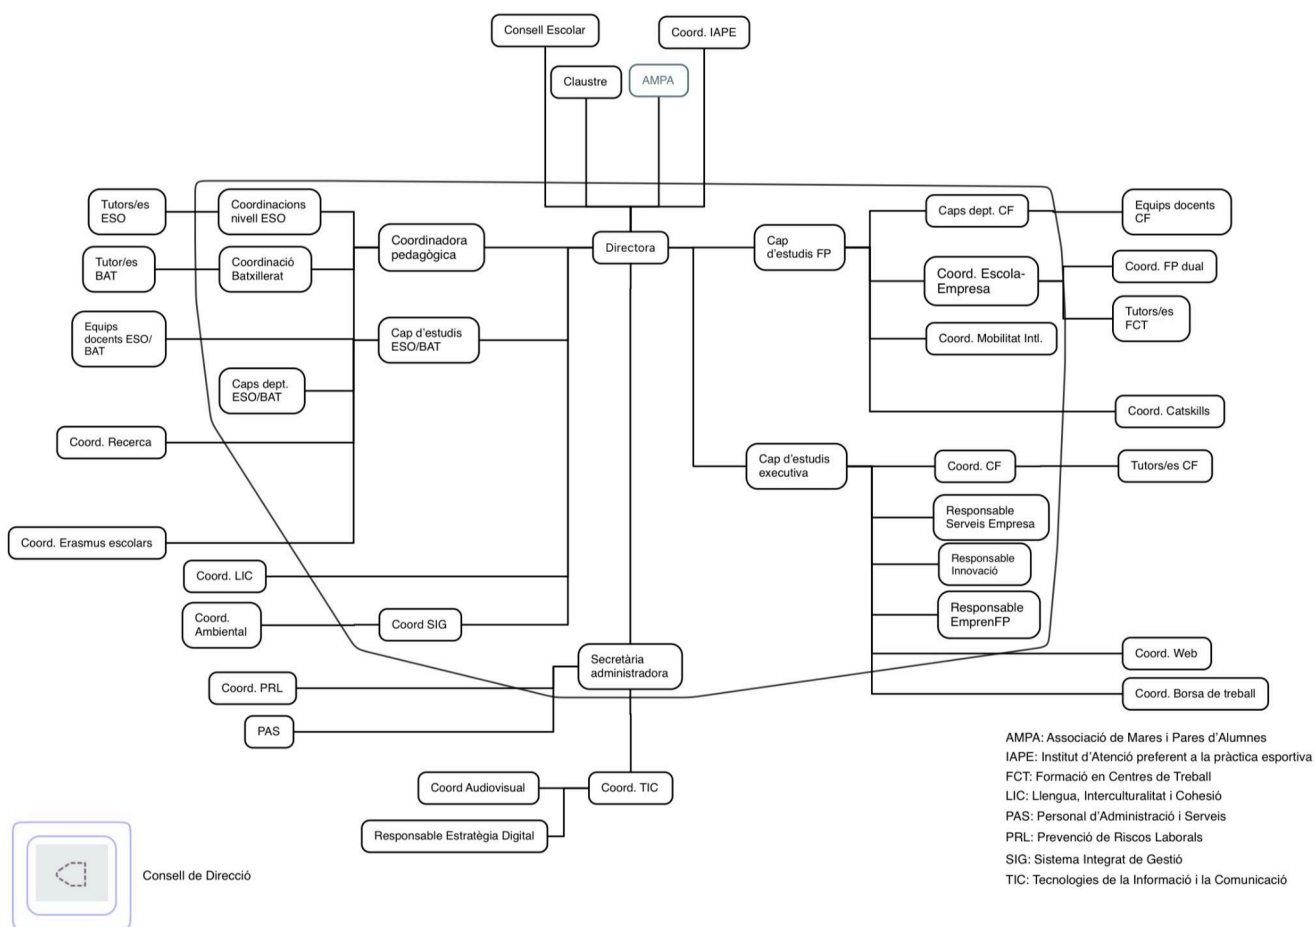 Consell Escolar
Coord. IAPE
Claustre
AMPA
Tutors/es
ESO
Coordinacions
nivell ESO
Coordinadora
pedagògica
Directora
Cap
d'estudis FP
Caps dept. CF
Equips docents
CF
Tutor/es
BAT
Coordinació
Batxillerat
Coord. Escola-
Empresa
Coord. FP dual
Tutors/es
FCT
Equips
docents ESO/
BAT
Cap d'estudis
ESO/BAT
Coord. Mobilitat Intl.
Caps dept.
ESO/BAT
Coord. Catskills
Coord. Recerca
Cap d'estudis
executiva
Coord. CF
Tutors/es CF
Responsable
Serveis Empresa
Coord. Erasmus escolars
Responsable
Innovació
Coord. LIC
Responsable
EmprenFP
Coord.
Ambiental
Coord SIG
Secretària
administradora
Coord. Web
Coord. PRL
Coord. Borsa de treball
PAS
Coord Audiovisual
Coord. TIC
Responsable Estratègia Digital
AMPA: Associació de Mares i Pares d'Alumnes
IAPE: Institut d'Atenció preferent a la pràctica esportiva
FCT: Formació en Centres de Treball
LIC: Llengua, Interculturalitat i Cohesió
PAS: Personal d'Administració i Serveis
PRL: Prevenció de Riscos Laborals
SIG: Sistema Integrat de Gestió
TIC: Tecnologies de la Informació i la Comunicació
Consell de Direcció